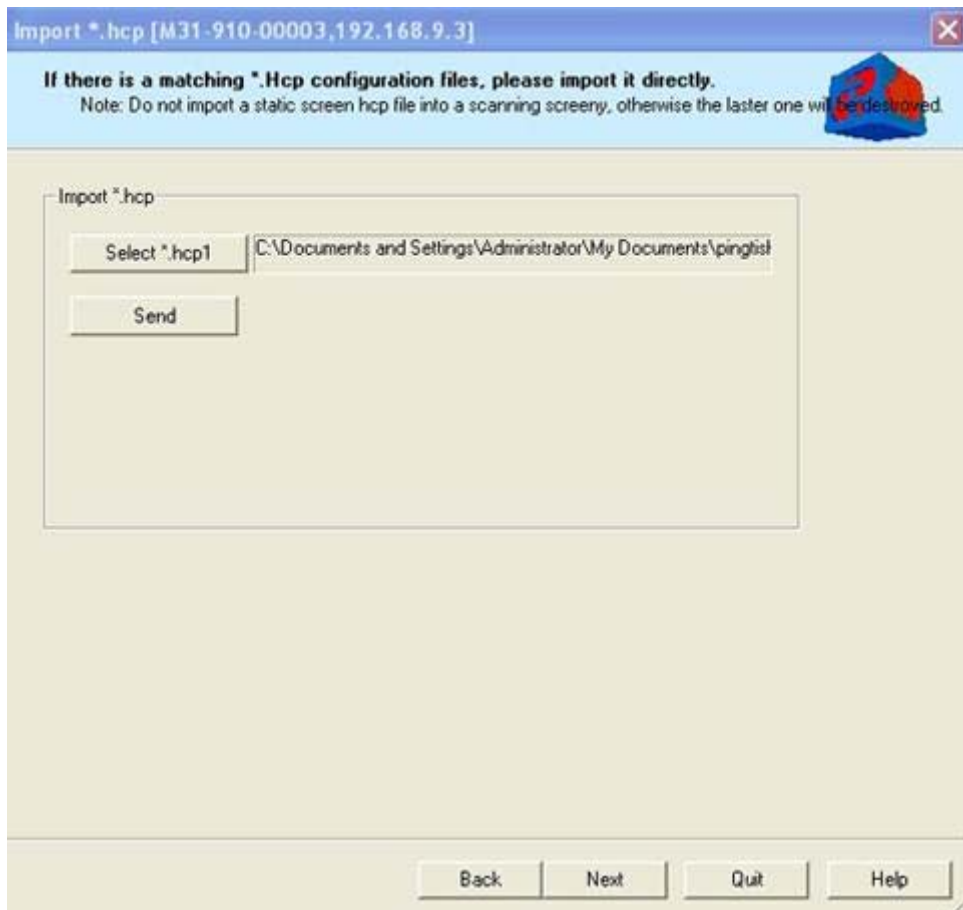 Import *.hcp [M31-910-00003,192.168.9.3]
If there is a matching *.Hcp configuration files, please import it directly.
Note: Do not import a static screen hcp file into a scanning screeny, otherwise the laster one will be destroyed.
Import *.hcp
Select *.hcp1 C:\Documents and Settings\Administrator\My Documents\pingtish
Send
Back Next Quit Help